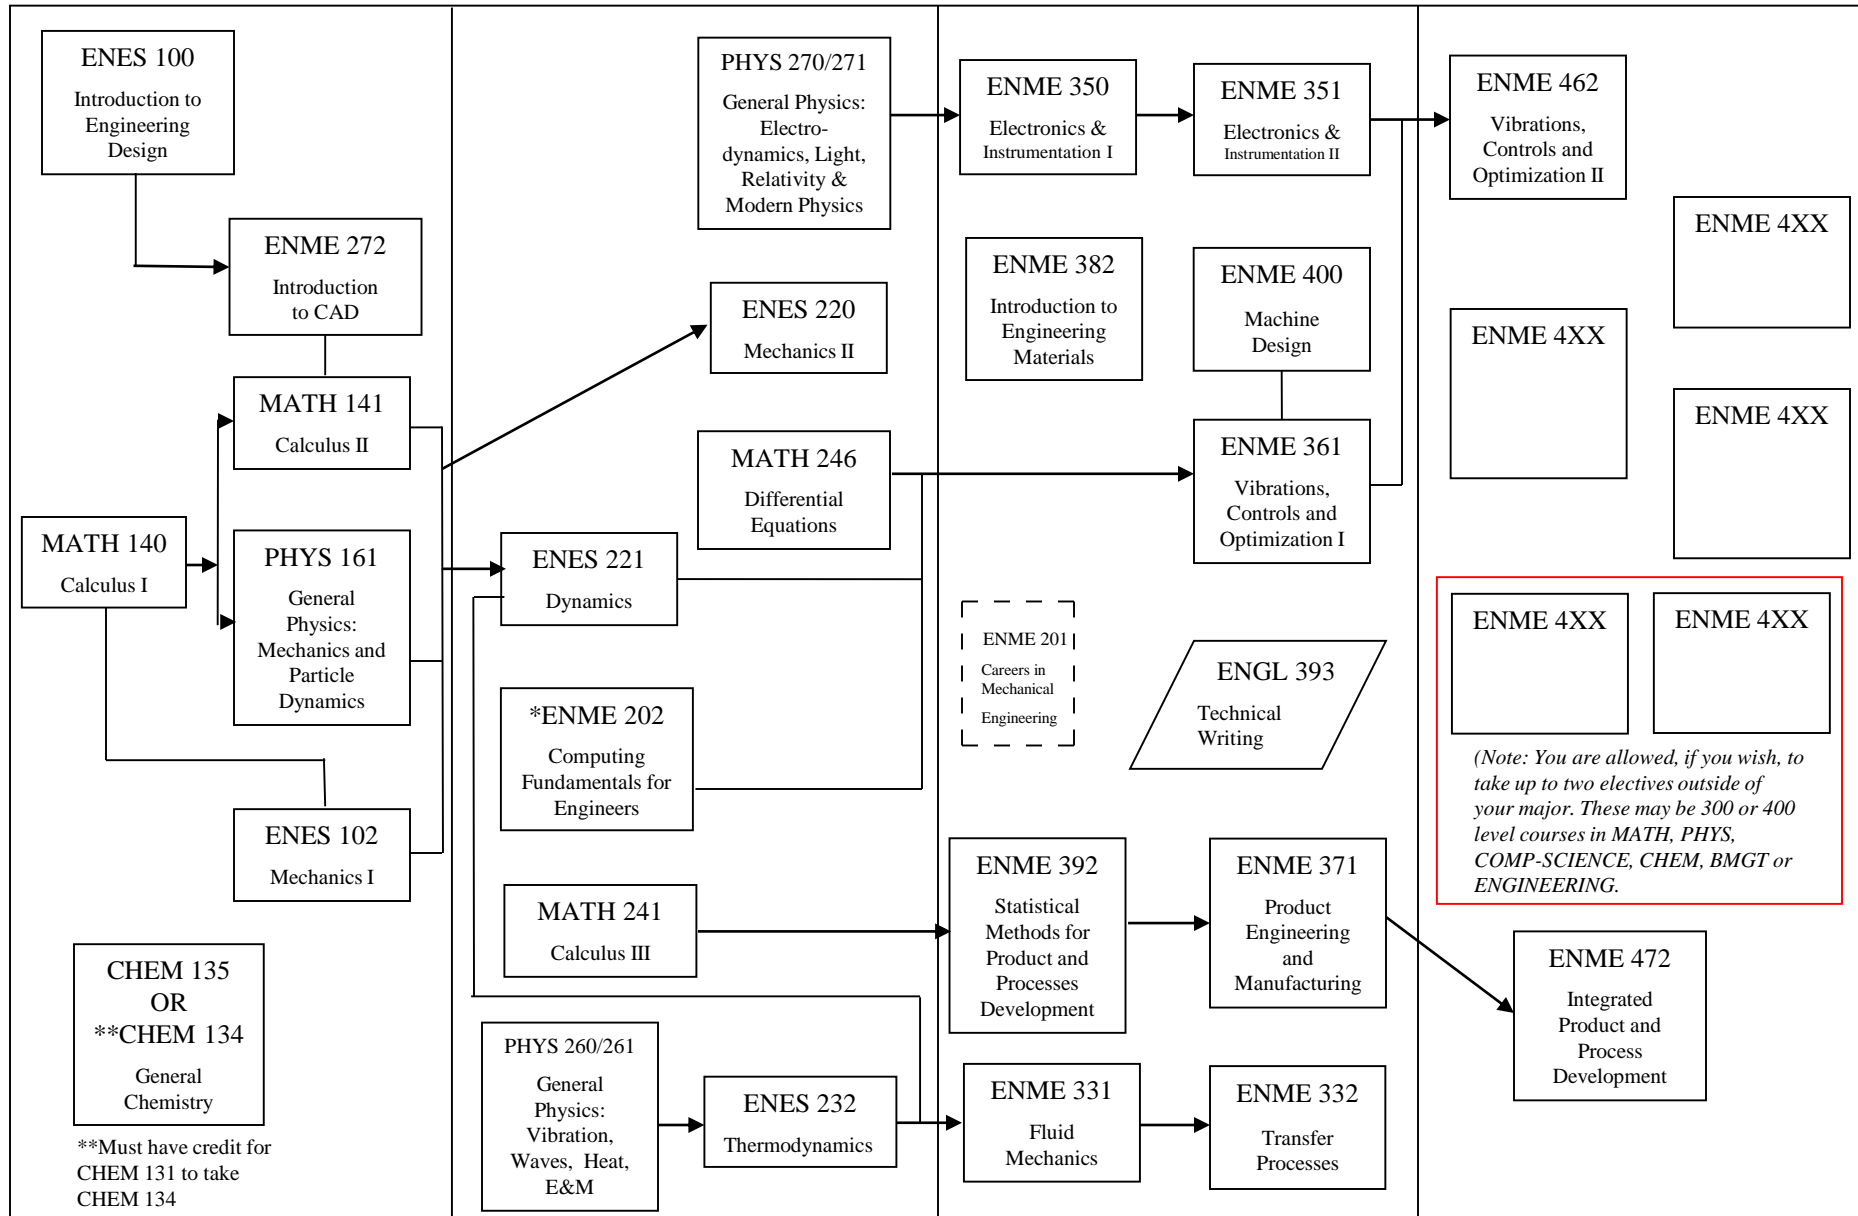 ENES 100
Introduction to
Engineering
Design
ENME 272
Introduction
to CAD
MATH 141
Calculus II
MATH 140
Calculus I
PHYS 161
General
Physics:
Mechanics and
Particle
Dynamics
ENES 102
Mechanics I
CHEM 135
OR
**CHEM 134
General
Chemistry
**Must have credit for
CHEM 131 to take
CHEM 134
PHYS 270/271
General Physics:
Electro-
dynamics, Light,
Relativity &
Modern Physics
ENES 220
Mechanics II
MATH 246
Differential
Equations
ENES 221
Dynamics
*ENME 202
Computing
Fundamentals for
Engineers
MATH 241
Calculus III
PHYS 260/261
General
Physics:
Vibration,
Waves, Heat,
E&M
ENES 232
Thermodynamics
ENME 350
Electronics &
Instrumentation I
ENME 351
Electronics &
Instrumentation II
ENME 382
Introduction to
Engineering
Materials
ENME 400
Machine
Design
ENME 361
Vibrations,
Controls and
Optimization I
ENME 201
Careers in
Mechanical
Engineering
ENGL 393
Technical
Writing
ENME 392
Statistical
Methods for
Product and
Processes
Development
ENME 371
Product
Engineering
and
Manufacturing
ENME 331
Fluid
Mechanics
ENME 332
Transfer
Processes
ENME 462
Vibrations,
Controls and
Optimization II
ENME 4XX
ENME 4XX
ENME 4XX
ENME 4XX
ENME 4XX
(Note: You are allowed, if you wish, to
take up to two electives outside of
your major. These may be 300 or 400
level courses in MATH, PHYS,
COMP-SCIENCE, CHEM, BMGT or
ENGINEERING.
ENME 472
Integrated
Product and
Process
Development